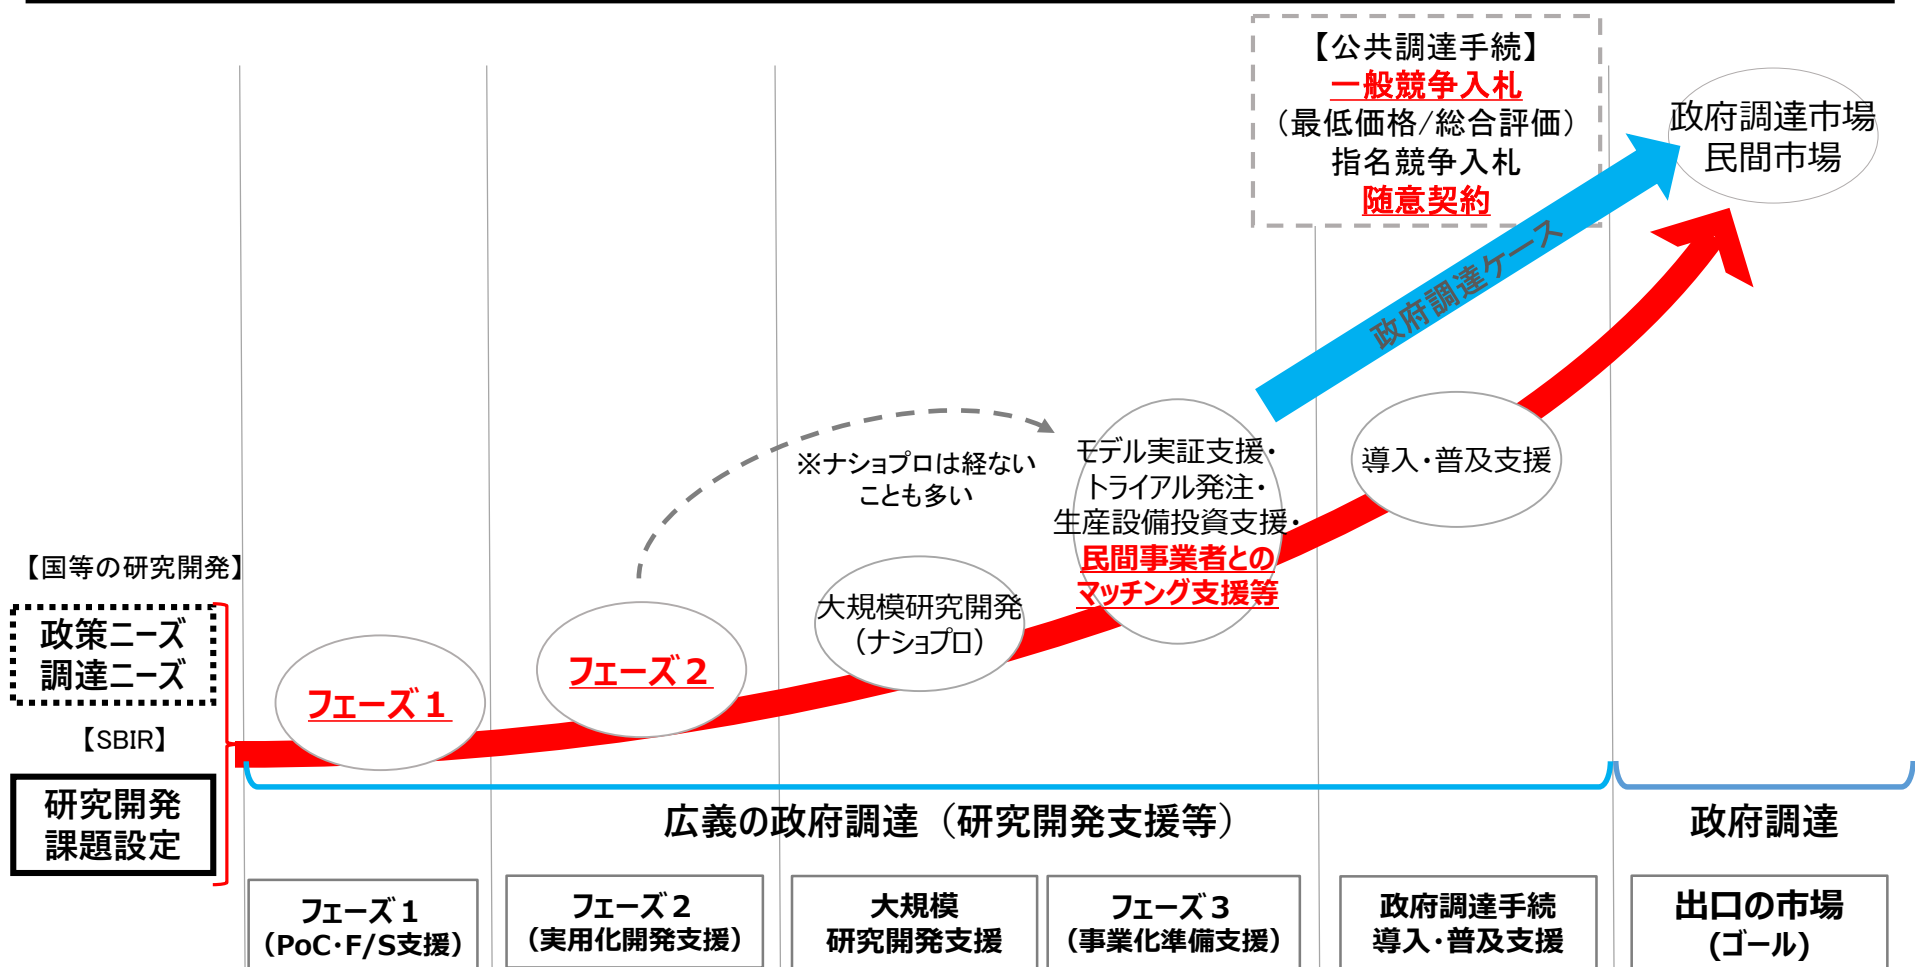 【公共調達手続】
一般競争入札
（最低価格/総合評価）
指名競争入札
随意契約
政府調達市場
民間市場
政府調達ケース
※ナショプロは経ない
ことも多い
モデル実証支援・
トライアル発注・
生産設備投資支援・
民間事業者との
マッチング支援等
導入・普及支援
大規模研究開発
（ナショプロ）
フェーズ２
フェーズ１
【国等の研究開発】
政策ニーズ
調達ニーズ
【SBIR】
研究開発
課題設定
広義の政府調達（研究開発支援等）
政府調達
フェーズ１
（PoC・F/S支援）
フェーズ２
（実用化開発支援）
大規模
研究開発支援
フェーズ３
（事業化準備支援）
政府調達手続
導入・普及支援
出口の市場
(ゴール)